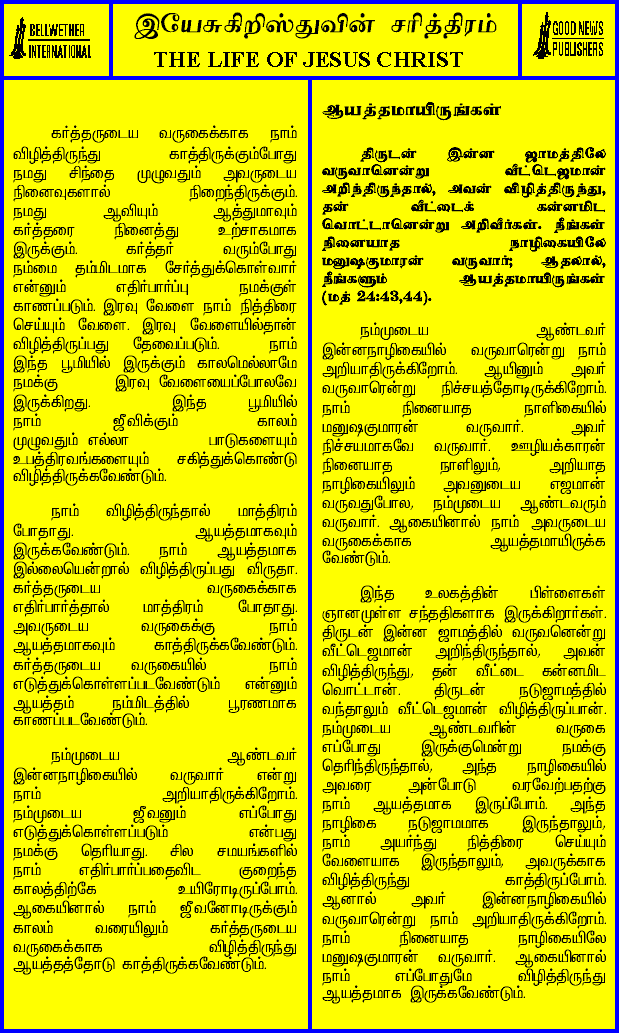 BELLWETHER
INTERNATIONAL
இயேசுகிறிஸ்துவின் சரித்திரம்
THE LIFE OF JESUS CHRIST
GOOD NEWS
PUBLISHERS
கர்த்தருடைய வருகைக்காக நாம்
விழித்திருந்து காத்திருக்கும்போது
நமது சிந்தை முழுவதும் அவருடைய
நினைவுகளால் நிறைந்திருக்கும்.
நமது ஆவியும் ஆத்துமாவும்
கர்த்தரை நினைத்து உற்சாகமாக
இருக்கும். கர்த்தர் வரும்போது
நம்மை தம்மிடமாக சேர்த்துக்கொள்வார்
என்னும் எதிர்பார்ப்பு நமக்குள்
காணப்படும். இரவு வேளை நாம் நித்திரை
செய்யும் வேளை. இரவு வேளையில்தான்
விழித்திருப்பது தேவைப்படும். நாம்
இந்த பூமியில் இருக்கும் காலமெல்லாமே
நமக்கு இரவு வேளையைப்போலவே
இருக்கிறது. இந்த பூமியில்
நாம் ஜீவிக்கும் காலம்
முழுவதும் எல்லா பாடுகளையும்
உபத்திரவங்களையும் சகித்துக்கொண்டு
விழித்திருக்கவேண்டும்.
நாம் விழித்திருந்தால் மாத்திரம்
போதாது. ஆயத்தமாகவும்
இருக்கவேண்டும். நாம் ஆயத்தமாக
இல்லையென்றால் விழித்திருப்பது விருதா.
கர்த்தருடைய வருகைக்காக
எதிர்பார்த்தால் மாத்திரம் போதாது.
அவருடைய வருகைக்கு நாம்
ஆயத்தமாகவும் காத்திருக்கவேண்டும்.
கர்த்தருடைய வருகையில் நாம்
எடுத்துக்கொள்ளப்படவேண்டும் என்னும்
ஆயத்தம் நம்மிடத்தில் பூரணமாக
காணப்படவேண்டும்.
நம்முடைய ஆண்டவர்
இன்னநாழிகையில் வருவார் என்று
நாம் அறியாதிருக்கிறோம்.
நம்முடைய ஜீவனும் எப்போது
எடுத்துக்கொள்ளப்படும் என்பது
நமக்கு தெரியாது. சில சமயங்களில்
நாம் எதிர்பார்ப்பதைவிட குறைந்த
காலத்திற்கே உயிரோடிருப்போம்.
ஆகையினால் நாம் ஜீவனோடிருக்கும்
காலம் வரையிலும் கர்த்தருடைய
வருகைக்காக விழித்திருந்து
ஆயத்தத்தோடு காத்திருக்கவேண்டும்.
ஆயத்தமாயிருங்கள்
திருடன் இன்ன ஜாமத்திலே
வருவானென்று வீட்டெஜமான்
அறிந்திருந்தால், அவன் விழித்திருந்து,
தன் வீட்டைக் கன்னமிட
வொட்டானென்று அறிவீர்கள். நீங்கள்
நினையாத நாழிகையிலே
மனுஷகுமாரன் வருவார்; ஆதலால்,
நீங்களும் ஆயத்தமாயிருங்கள்
(மத் 24:43,44).
நம்முடைய ஆண்டவர்
இன்னநாழிகையில் வருவாரென்று நாம்
அறியாதிருக்கிறோம். ஆயினும் அவர்
வருவாரென்று நிச்சயத்தோடிருக்கிறோம்.
நாம் நினையாத நாளிகையில்
மனுஷகுமாரன் வருவார். அவர்
நிச்சயமாகவே வருவார். ஊழியக்காரன்
நினையாத நாளிலும், அறியாத
நாழிகையிலும் அவனுடைய எஜமான்
வருவதுபோல, நம்முடைய ஆண்டவரும்
வருவார். ஆகையினால் நாம் அவருடைய
வருகைக்காக ஆயத்தமாயிருக்க
வேண்டும்.
இந்த உலகத்தின் பிள்ளைகள்
ஞானமுள்ள சந்ததிகளாக இருக்கிறார்கள்.
திருடன் இன்ன ஜாமத்தில் வருவனென்று
வீட்டெஜமான் அறிந்திருந்தால், அவன்
விழித்திருந்து, தன் வீட்டை கன்னமிட
வொட்டான். திருடன் நடுஜாமத்தில்
வந்தாலும் வீட்டெஜமான் விழித்திருப்பான்.
நம்முடைய ஆண்டவரின் வருகை
எப்போது இருக்குமென்று நமக்கு
தெரிந்திருந்தால், அந்த நாழிகையில்
அவரை அன்போடு வரவேற்பதற்கு
நாம் ஆயத்தமாக இருப்போம். அந்த
நாழிகை நடுஜாமமாக இருந்தாலும்,
நாம் அயர்ந்து நித்திரை செய்யும்
வேளையாக இருந்தாலும், அவருக்காக
விழித்திருந்து காத்திருப்போம்.
ஆனால் அவர் இன்னநாழிகையில்
வருவாரென்று நாம் அறியாதிருக்கிறோம்.
நாம் நினையாத நாழிகையிலே
மனுஷகுமாரன் வருவார். ஆகையினால்
நாம் எப்போதுமே விழித்திருந்து
ஆயத்தமாக இருக்கவேண்டும்.